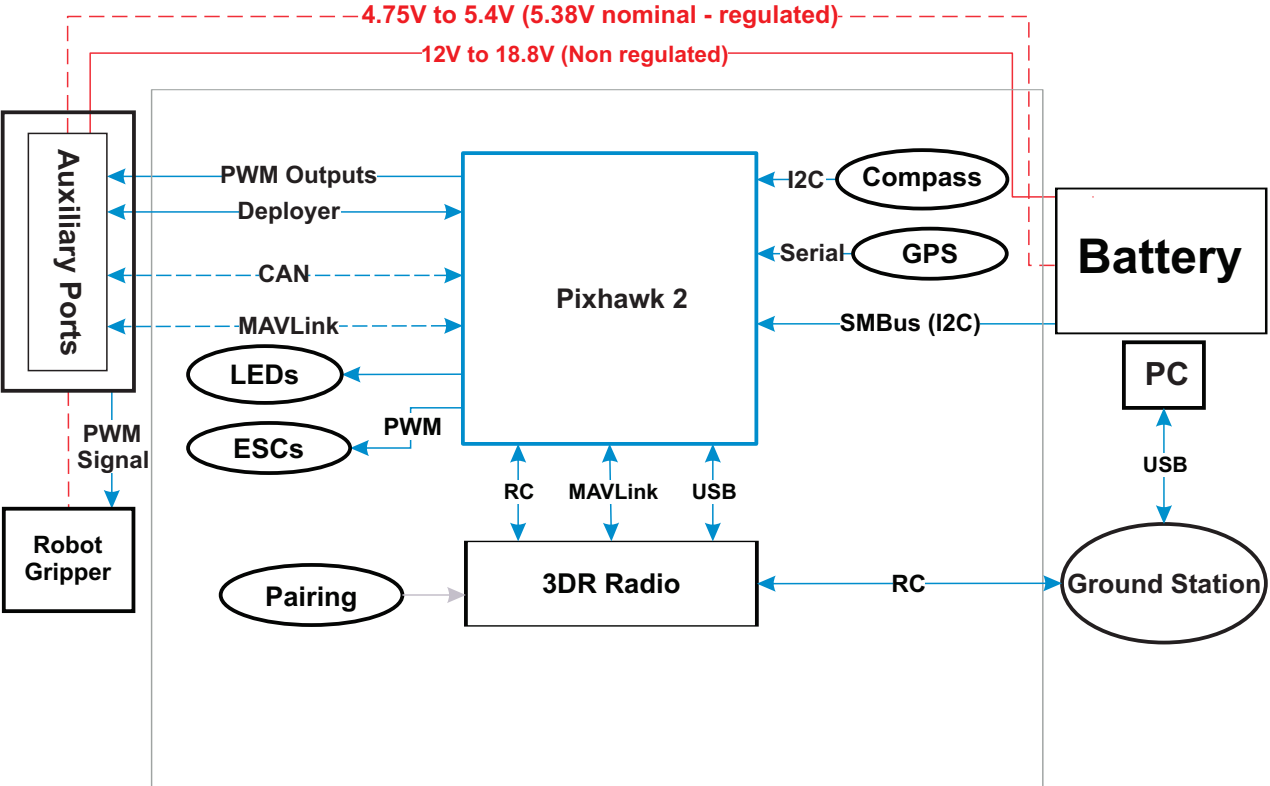 4.75V to 5.4V (5.38V nominal - regulated)
12V to 18.8V (Non regulated)
Auxiliary Ports
PWM Outputs
Deployer
CAN
MAVLink
LEDs
ESCs
PWM
Pixhawk 2
I2C
Compass
Serial
GPS
SMBus (I2C)
Battery
PC
USB
PWM
Signal
Robot
Gripper
RC
MAVLink
USB
Pairing
3DR Radio
RC
Ground Station